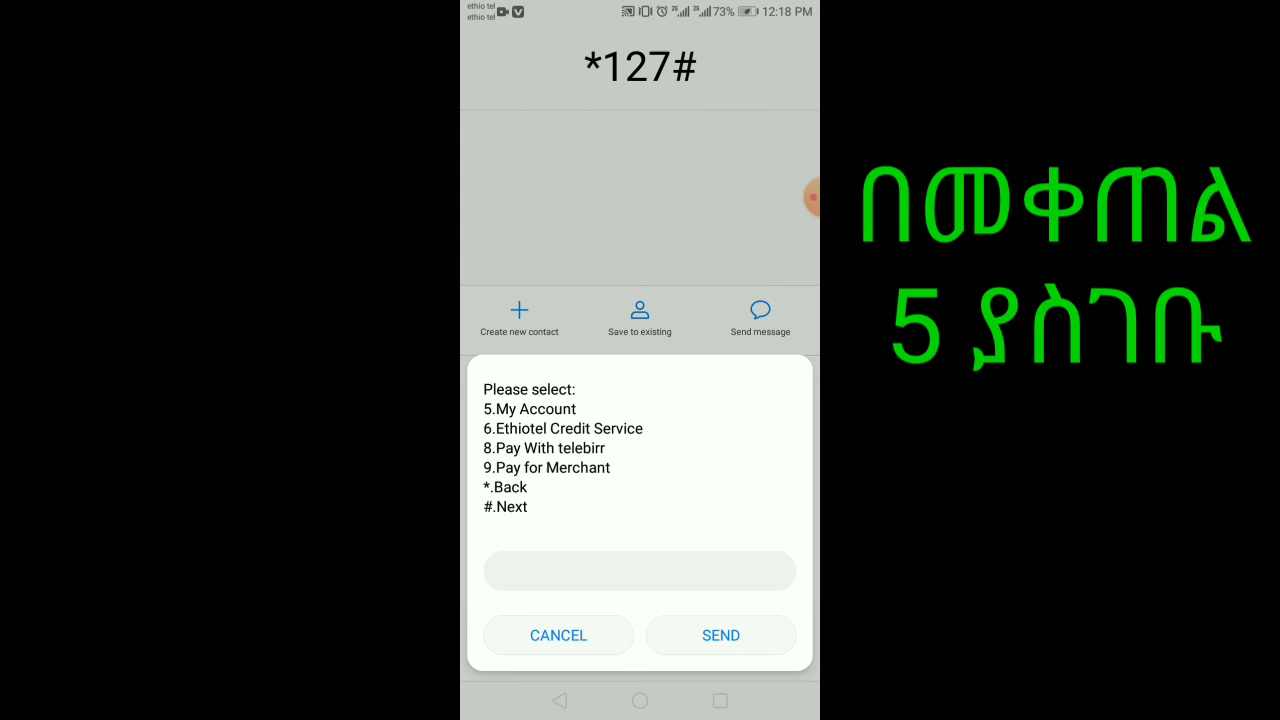 ethio tel
ethio tel
2G 2G 73% 12:18 PM
*127#
Create new contact
Save to existing
Send message
Please select:
5.My Account
6.Ethiotel Credit Service
8.Pay With telebirr
9.Pay for Merchant
*.Back
#.Next
CANCEL
SEND
በመቀጠል
5 ያስገቡ